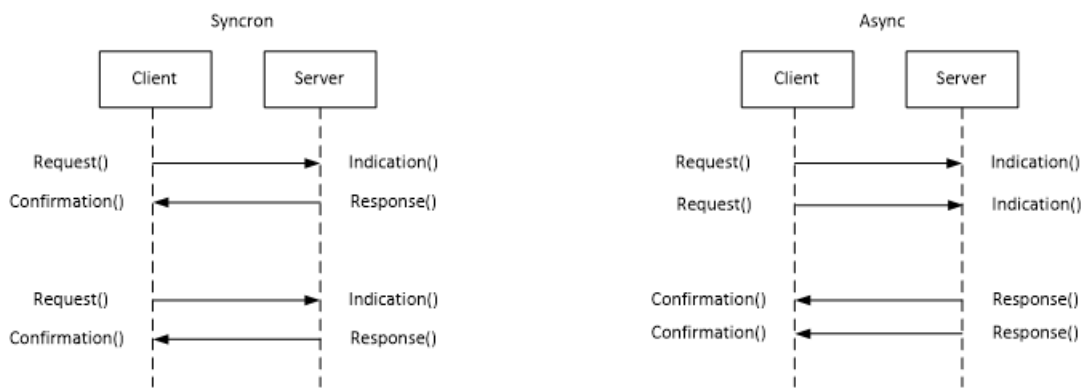 Syncron
Async
Client
Server
Client
Server
Request()
Indication()
Request()
Indication()
Confirmation()
Response()
Request()
Indication()
Request()
Indication()
Confirmation()
Response()
Confirmation()
Response()
Confirmation()
Response()